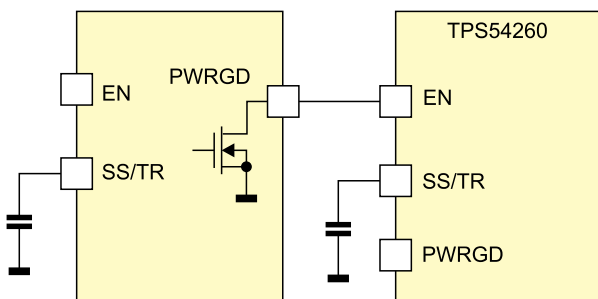 TPS54260
PWRGD
EN
EN
SS/TR
SS/TR
PWRGD